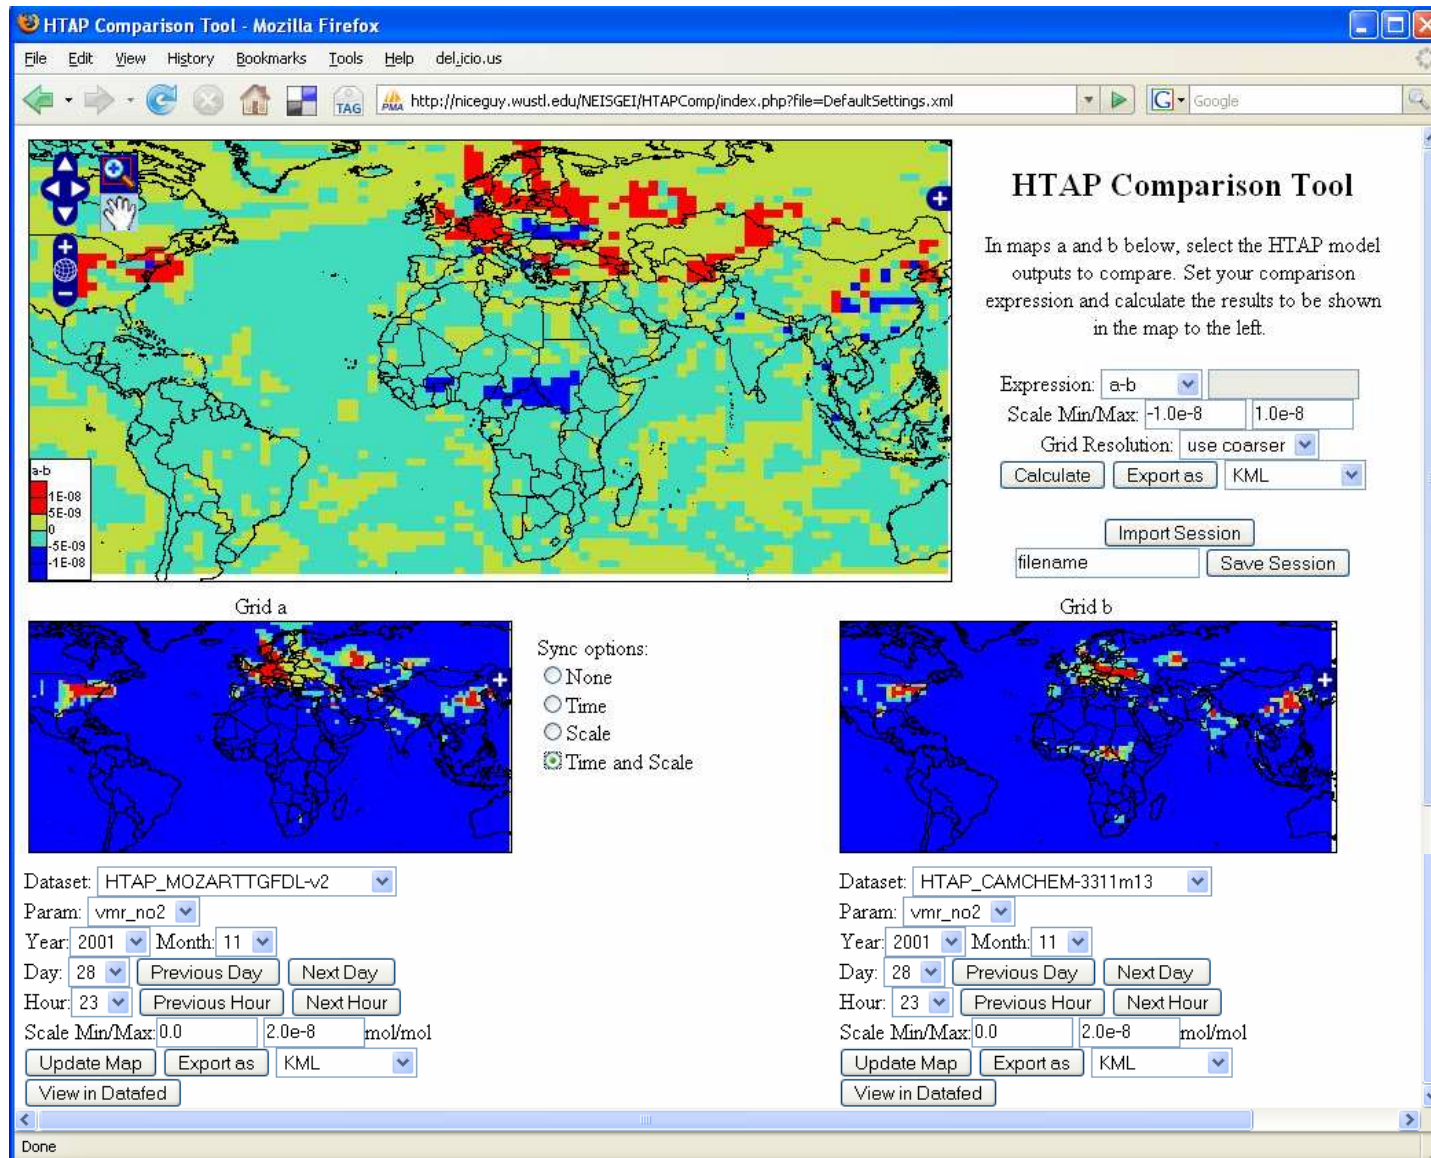 HTAP Comparison Tool - Mozilla Firefox
File Edit View History Bookmarks Tools Help del.icio.us
TAG PMA http://niceguy.wustl.edu/NEISGEI/HTAPComp/index.php?file=DefaultSettings.xml G Google
HTAP Comparison Tool
In maps a and b below, select the HTAP model
outputs to compare. Set your comparison
expression and calculate the results to be shown
in the map to the left.
Expression: a-b
Scale Min/Max: -1.0e-8 1.0e-8
Grid Resolution: use coarser
Calculate Export as KML
Import Session
filename Save Session
a-b
1E-08
5E-09
0
-5E-09
-1E-08
Grid a
Grid b
Sync options:
None
Time
Scale
Time and Scale
Dataset: HTAP_MOZARTTGFDL-v2
Param: vmr_no2
Year: 2001 Month: 11
Day: 28 Previous Day Next Day
Hour: 23 Previous Hour Next Hour
Scale Min/Max: 0.0 2.0e-8 mol/mol
Update Map Export as KML
View in Datafed
Dataset: HTAP_CAMCHEM-3311m13
Param: vmr_no2
Year: 2001 Month: 11
Day: 28 Previous Day Next Day
Hour: 23 Previous Hour Next Hour
Scale Min/Max: 0.0 2.0e-8 mol/mol
Update Map Export as KML
View in Datafed
Done